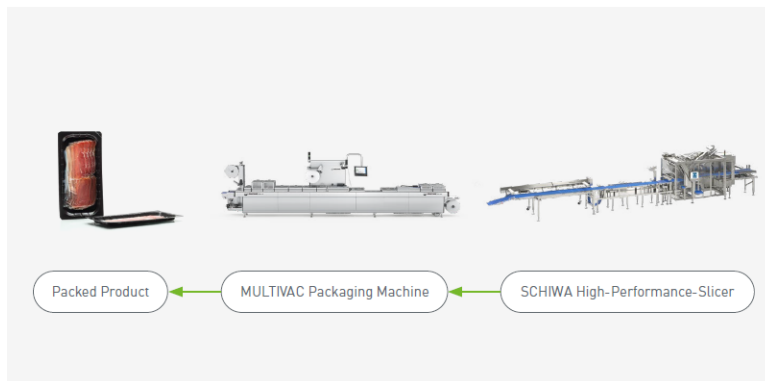 Packed Product
MULTIVAC Packaging Machine
SCHIWA High-Performance-Slicer